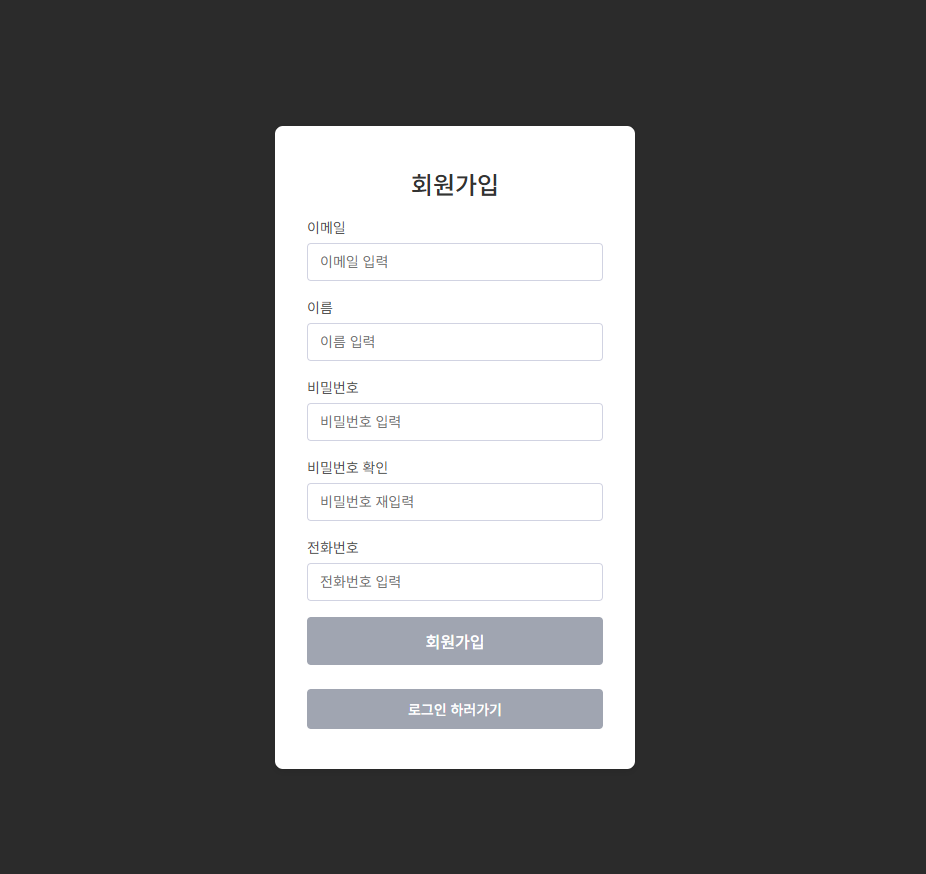 회원가입
이메일
이메일 입력
이름
이름 입력
비밀번호
비밀번호 입력
비밀번호 확인
비밀번호 재입력
전화번호
전화번호 입력
회원가입
로그인 하러가기